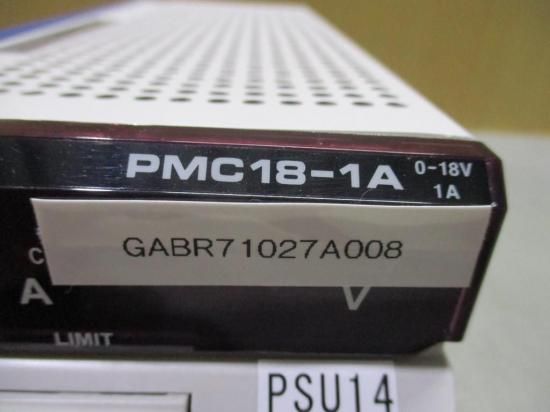 PMC18-1A 0-18V
1A
GABR71027A008
C
A V
LIMIT
PSU14